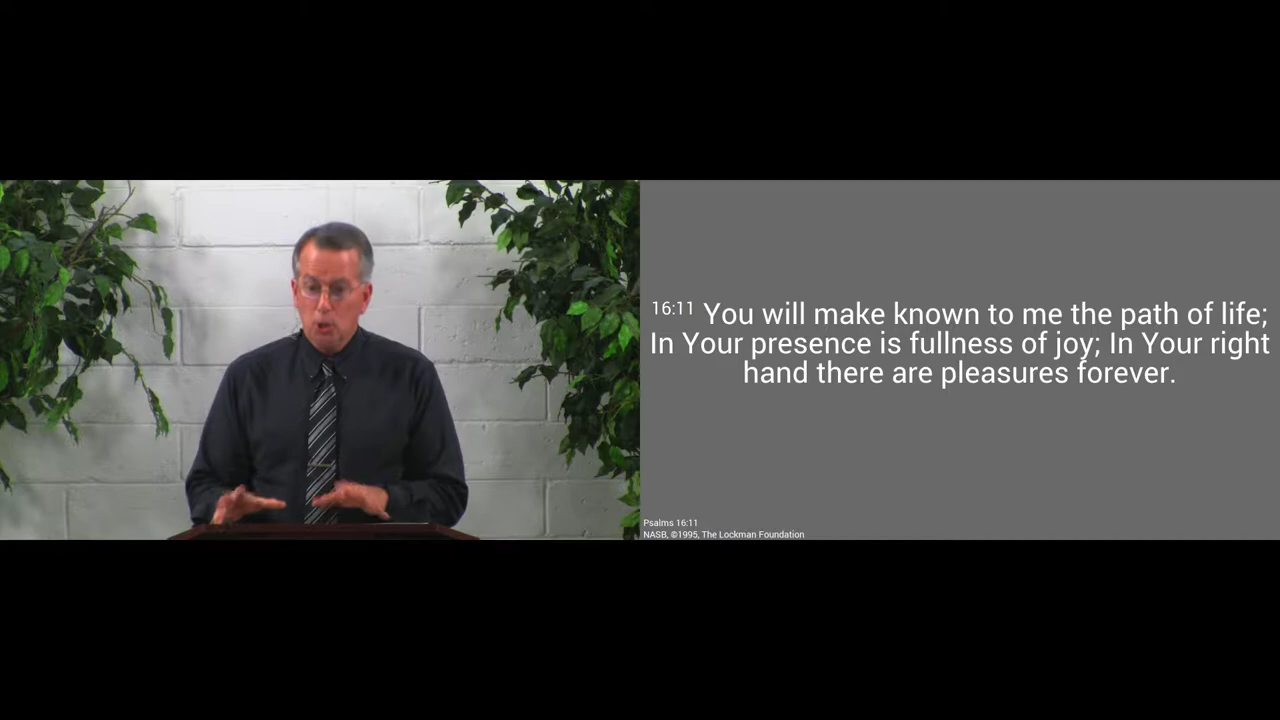 16:11 You will make known to me the path of life;
In Your presence is fullness of joy; In Your right
hand there are pleasures forever.
Psalms 16:11
NASB, ©1995, The Lockman Foundation